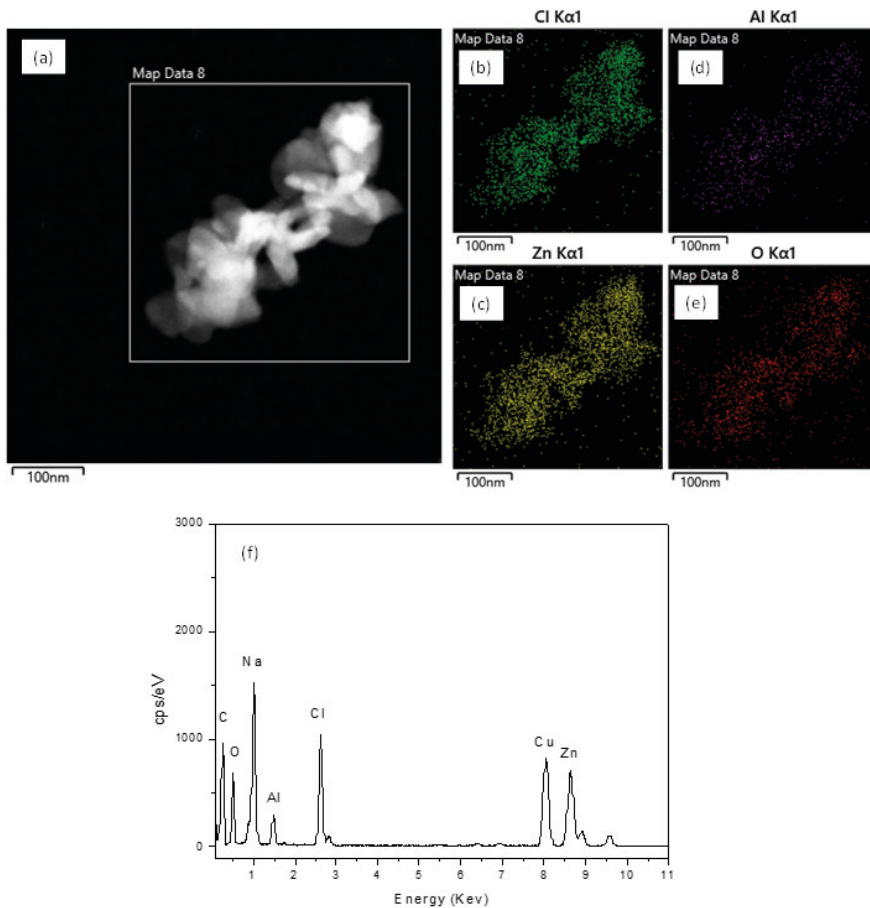 (a)
Map Data 8
100nm
Cl Kα1
Map Data 8
(b)
100nm
Al Kα1
Map Data 8
(d)
100nm
Zn Kα1
Map Data 8
(c)
100nm
O Kα1
Map Data 8
(e)
100nm
(f)
3000
2000
1000
0
cps/eV
C
O
Na
Al
Cl
Cu
Zn
1 2 3 4 5 6 7 8 9 10 11
Energy (Kev)